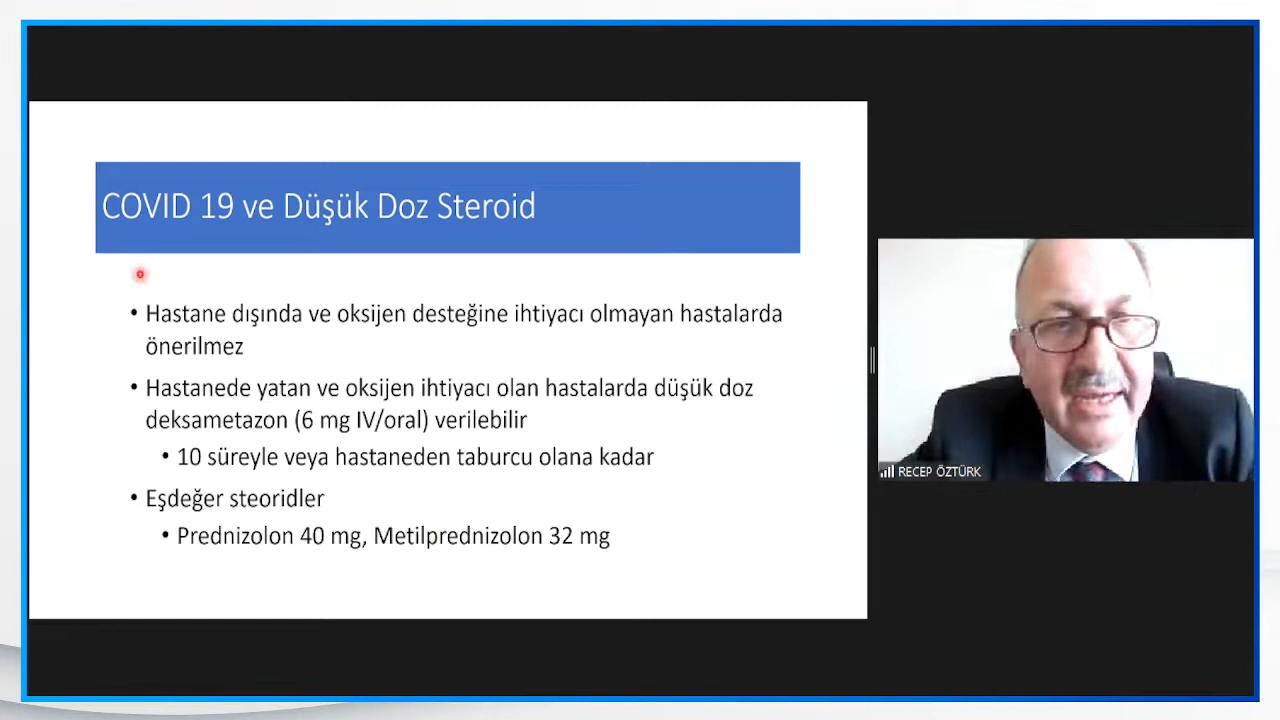 COVID 19 ve Düşük Doz Steroid
• Hastane dışında ve oksijen desteğine ihtiyacı olmayan hastalarda
önerilmez
• Hastanede yatan ve oksijen ihtiyacı olan hastalarda düşük doz
deksametazon (6 mg IV/oral) verilebilir
• 10 süreyle veya hastaneden taburcu olana kadar
• Eşdeğer steoridler
• Prednizolon 40 mg, Metilprednizolon 32 mg
RECEP ÖZTÜRK